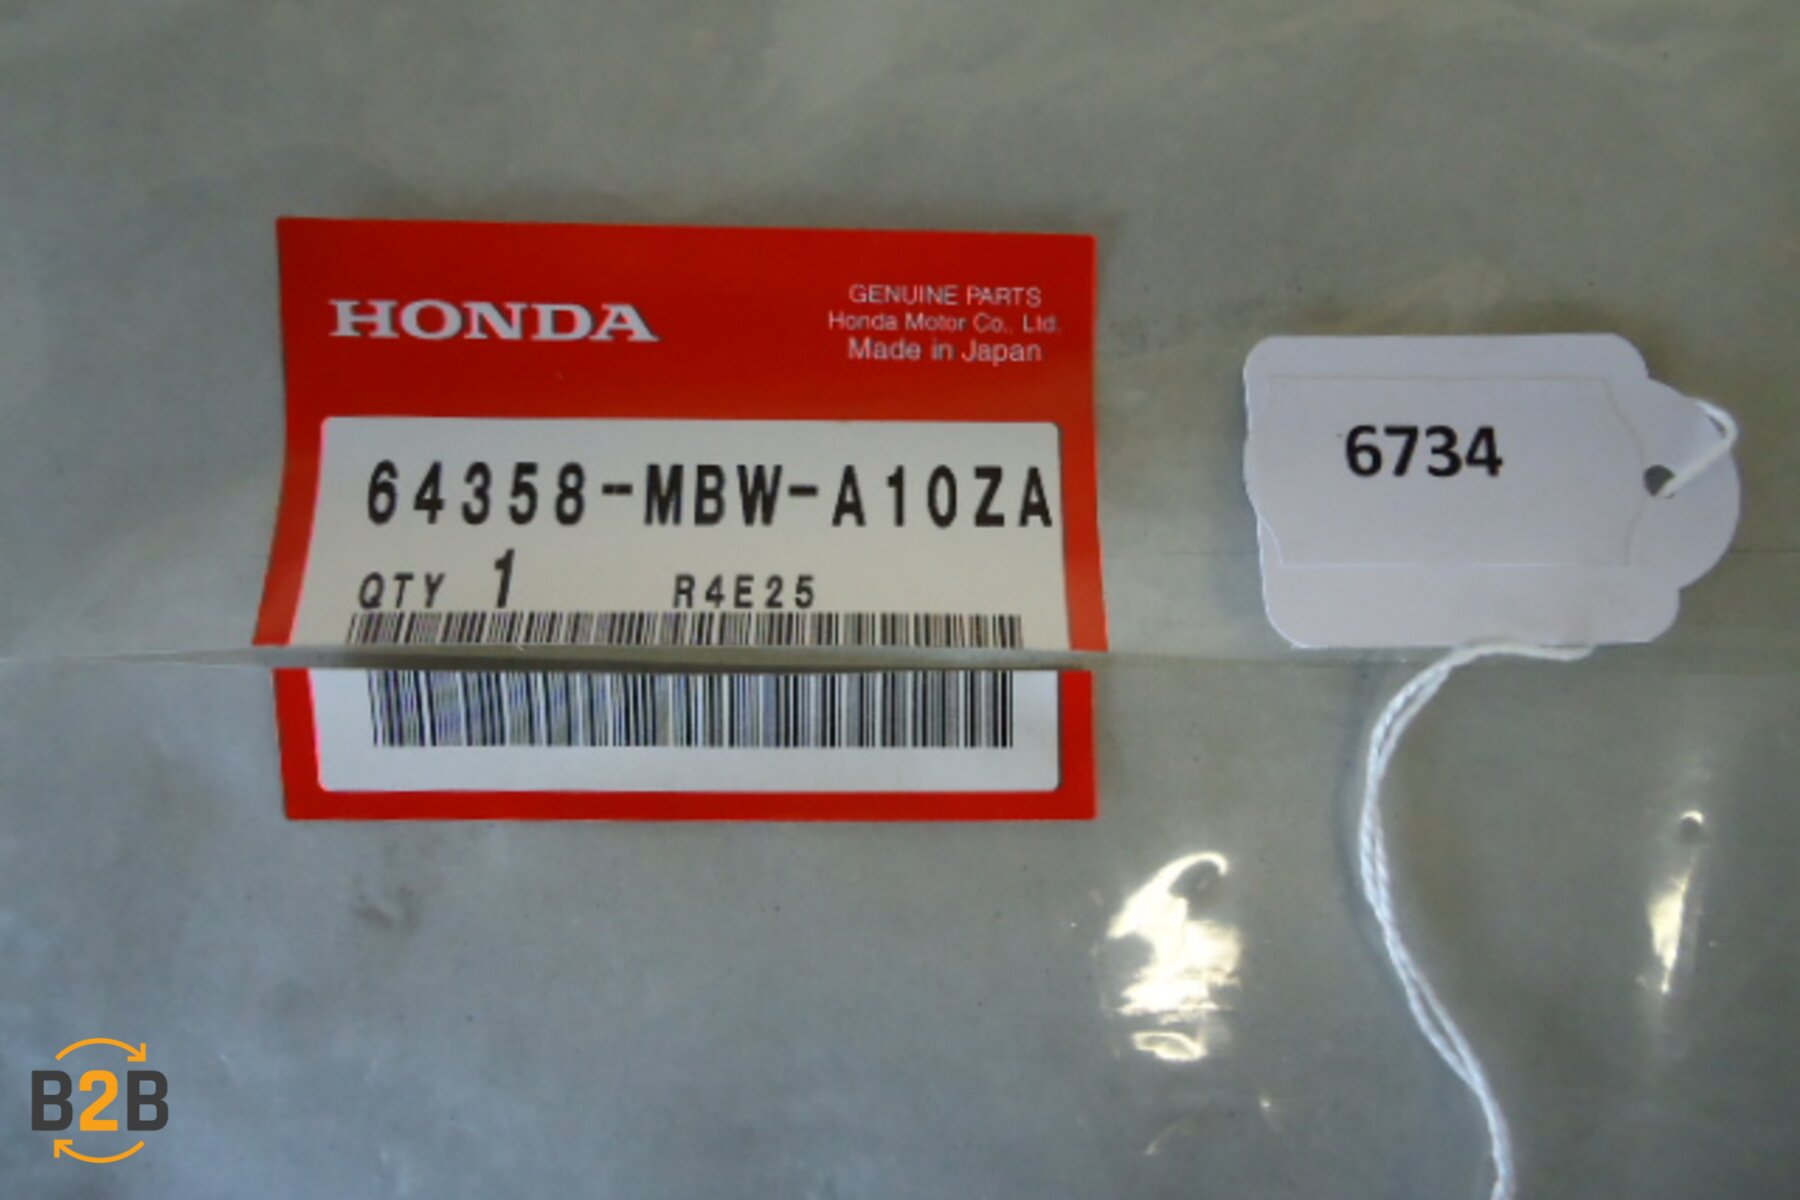 HONDA
GENUINE PARTS
Honda Motor Co., Ltd.
Made in Japan
64358-MBW-A10ZA
QTY 1 R4E25
6734
B2B